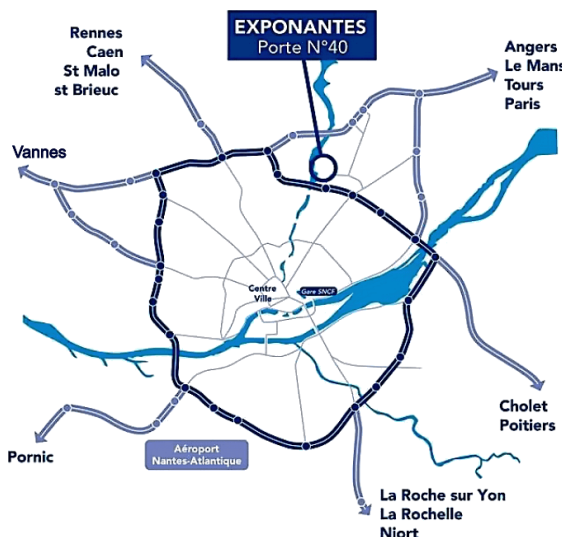 EXPONANTES
Porte N°40
Rennes
Caen
St Malo
st Brieuc
Angers
Le Mans
Tours
Paris
Vannes
Centre
Ville
Gare SNCF
Cholet
Poitiers
Pornic
Aéroport
Nantes-Atlantique
La Roche sur Yon
La Rochelle
Niort